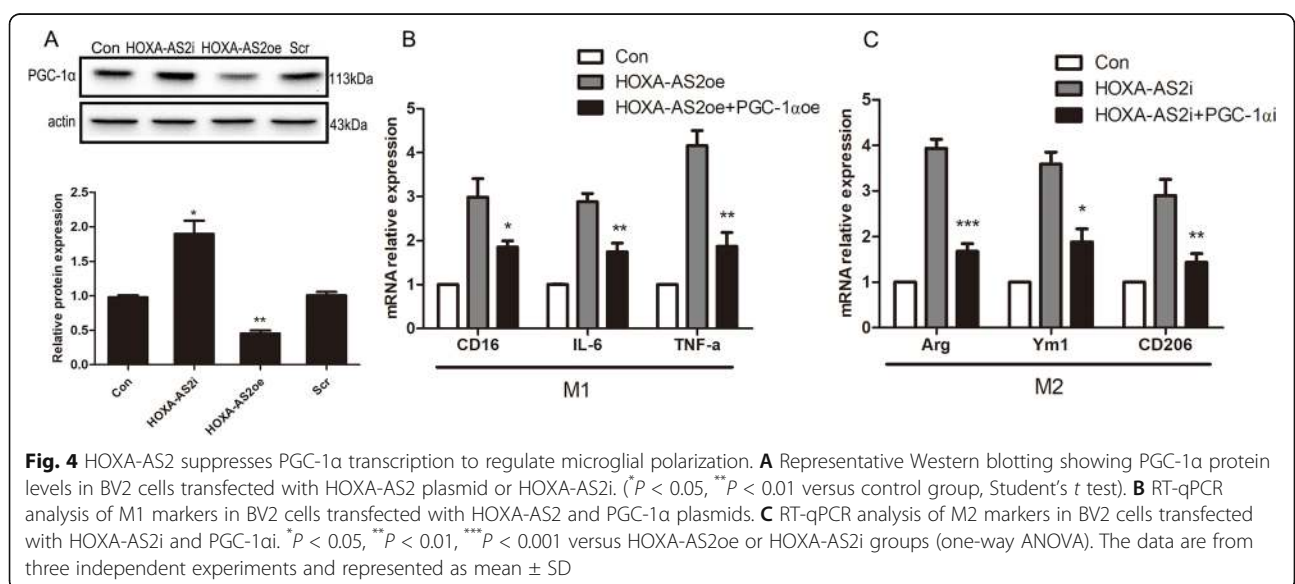 A
Con HOXA-AS2i HOXA-AS2oe Scr
PGC-1α
113kDa
actin
43kDa
Relative protein expression
2.5
2.0
1.5
1.0
0.5
0.0
*
**
Con
HOXA-AS2i
HOXA-AS2oe
Scr
B
Con
HOXA-AS2oe
HOXA-AS2oe+PGC-1αoe
mRNA relative expression
5
4
3
2
1
0
*
**
**
CD16 IL-6 TNF-a
M1
C
Con
HOXA-AS2i
HOXA-AS2i+PGC-1αi
mRNA relative expression
5
4
3
2
1
0
***
*
**
Arg Ym1 CD206
M2
Fig. 4 HOXA-AS2 suppresses PGC-1α transcription to regulate microglial polarization. A Representative Western blotting showing PGC-1α protein
levels in BV2 cells transfected with HOXA-AS2 plasmid or HOXA-AS2i. (*P < 0.05, **P < 0.01 versus control group, Student's t test). B RT-qPCR
analysis of M1 markers in BV2 cells transfected with HOXA-AS2 and PGC-1α plasmids. C RT-qPCR analysis of M2 markers in BV2 cells transfected
with HOXA-AS2i and PGC-1αi. *P < 0.05, **P < 0.01, ***P < 0.001 versus HOXA-AS2oe or HOXA-AS2i groups (one-way ANOVA). The data are from
three independent experiments and represented as mean ± SD